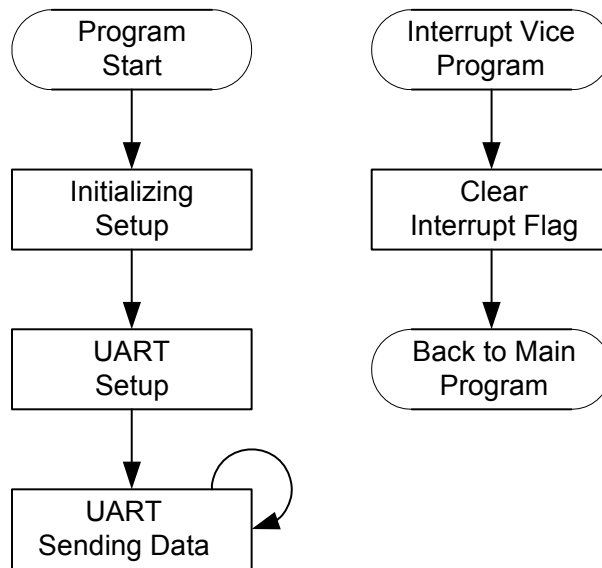 Program
Start
Initializing
Setup
UART
Setup
UART
Sending Data
Interrupt Vice
Program
Clear
Interrupt Flag
Back to Main
Program